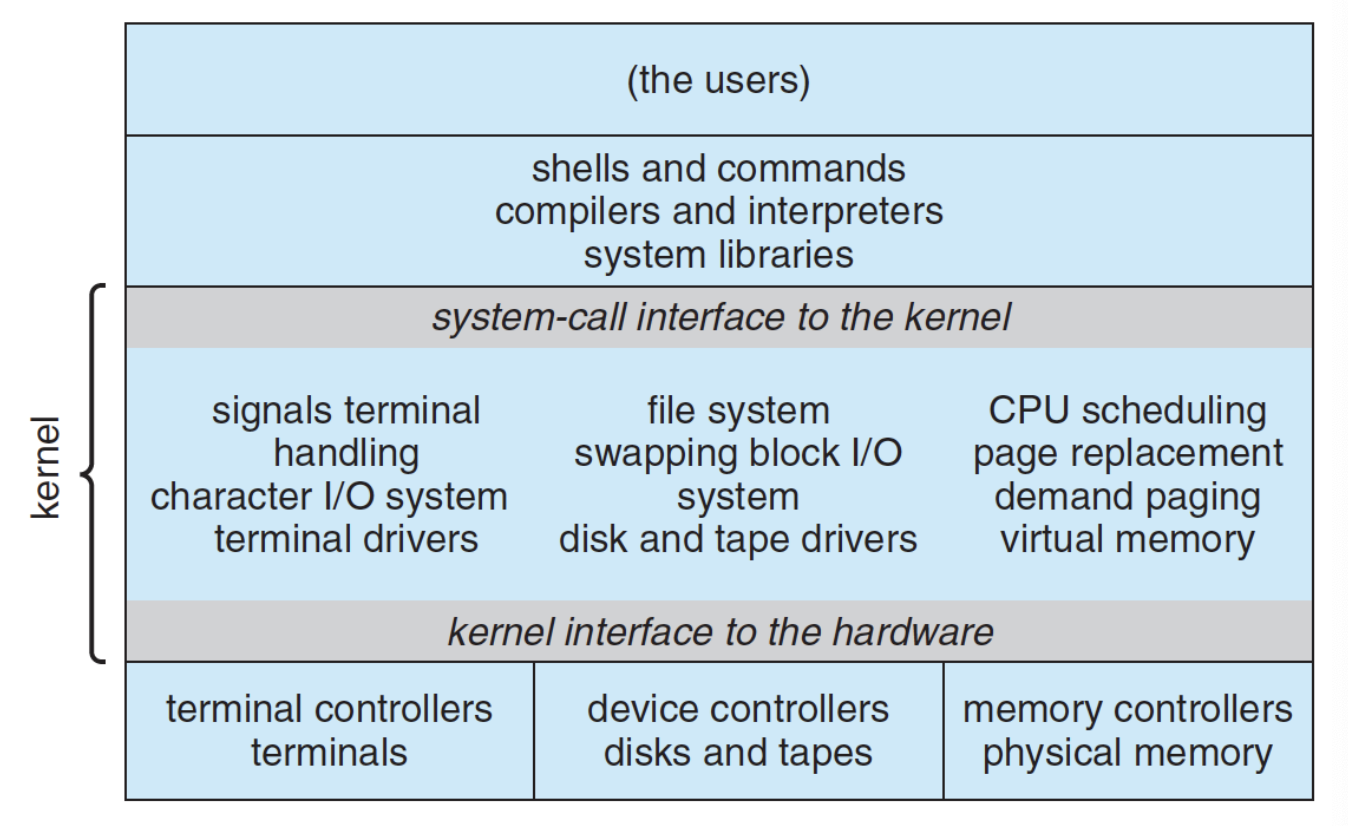 (the users)
shells and commands
compilers and interpreters
system libraries
kernel
system-call interface to the kernel
signals terminal
handling
character I/O system
terminal drivers
file system
swapping block I/O
system
disk and tape drivers
CPU scheduling
page replacement
demand paging
virtual memory
kernel interface to the hardware
terminal controllers
terminals
device controllers
disks and tapes
memory controllers
physical memory